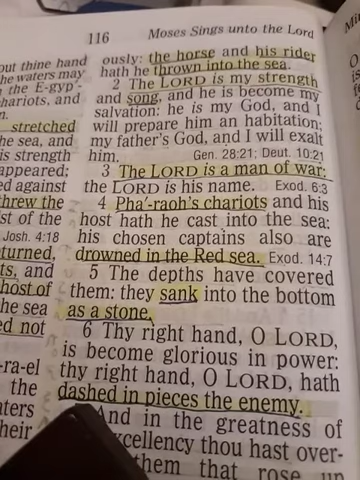 116 Moses Sings unto the Lord
out thine hand
he waters may
the E-gyp'-
hariots, and
n.
stretched
he sea, and
is strength
appeared;
ed against
threw the
st of the
Josh. 4:18
turned,
ts, and
host of
he sea
ed not
-ra-el
the
aters
heir
ously: the horse and his rider
hath he thrown into the sea.
2 The LORD is my strength
and song, and he is become my
salvation: he is my God, and I
will prepare him an habitation;
my father's God, and I will exalt
him. Gen. 28:21; Deut. 10:21
3 The LORD is a man of war:
the LORD is his name. Exod. 6:3
4 Pha'-raoh's chariots and his
host hath he cast into the sea:
his chosen captains also are
drowned in the Red sea. Exod. 14:7
5 The depths have covered
them: they sank into the bottom
as a stone.
6 Thy right hand, O LORD,
is become glorious in power:
thy right hand, O LORD, hath
dashed in pieces the enemy.
And in the greatness of
xcellency thou hast over-
them that rose up